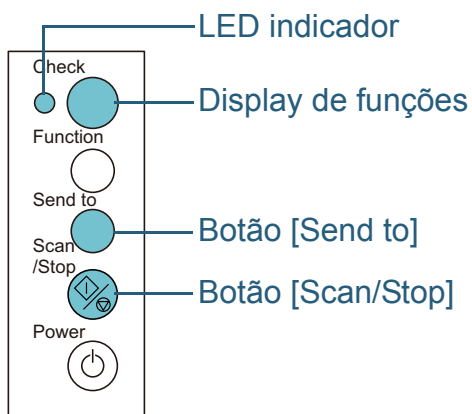 LED indicador
Check
Display de funções
Function
Send to
Botão [Send to]
Scan
/Stop
Botão [Scan/Stop]
Power